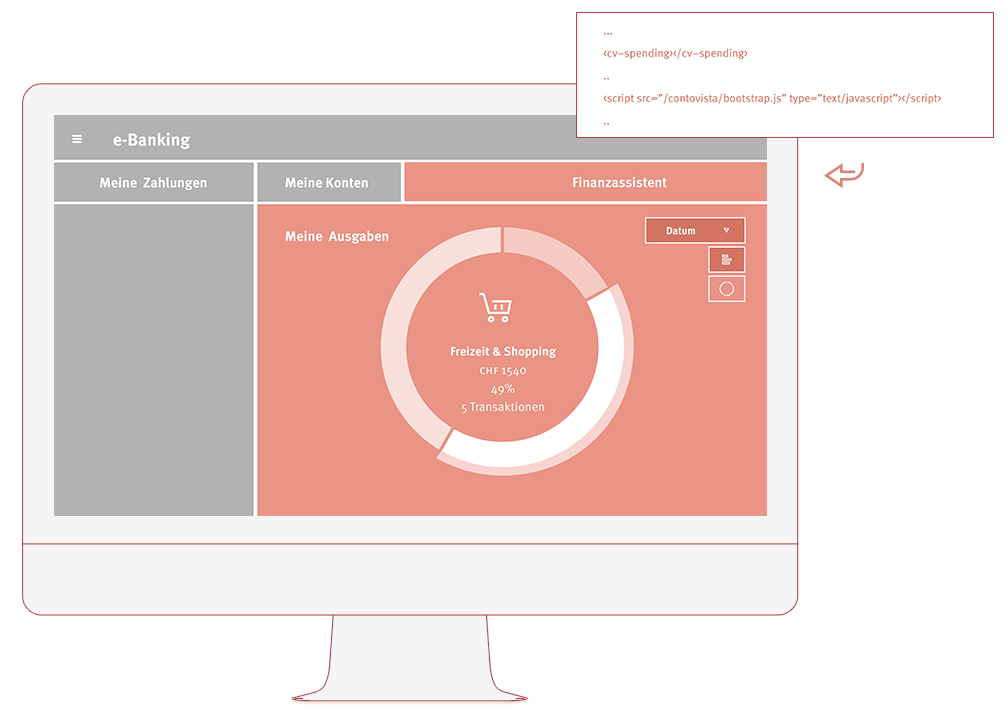 ...
‹cv–spending›‹/cv–spending›
..
‹script src=”/contovista/bootstrap.js” type=”text/javascript”›‹/script›
..
e-Banking
Meine Zahlungen
Meine Konten
Finanzassistent
Meine Ausgaben
Datum
Freizeit & Shopping
CHF 1540
49%
5 Transaktionen